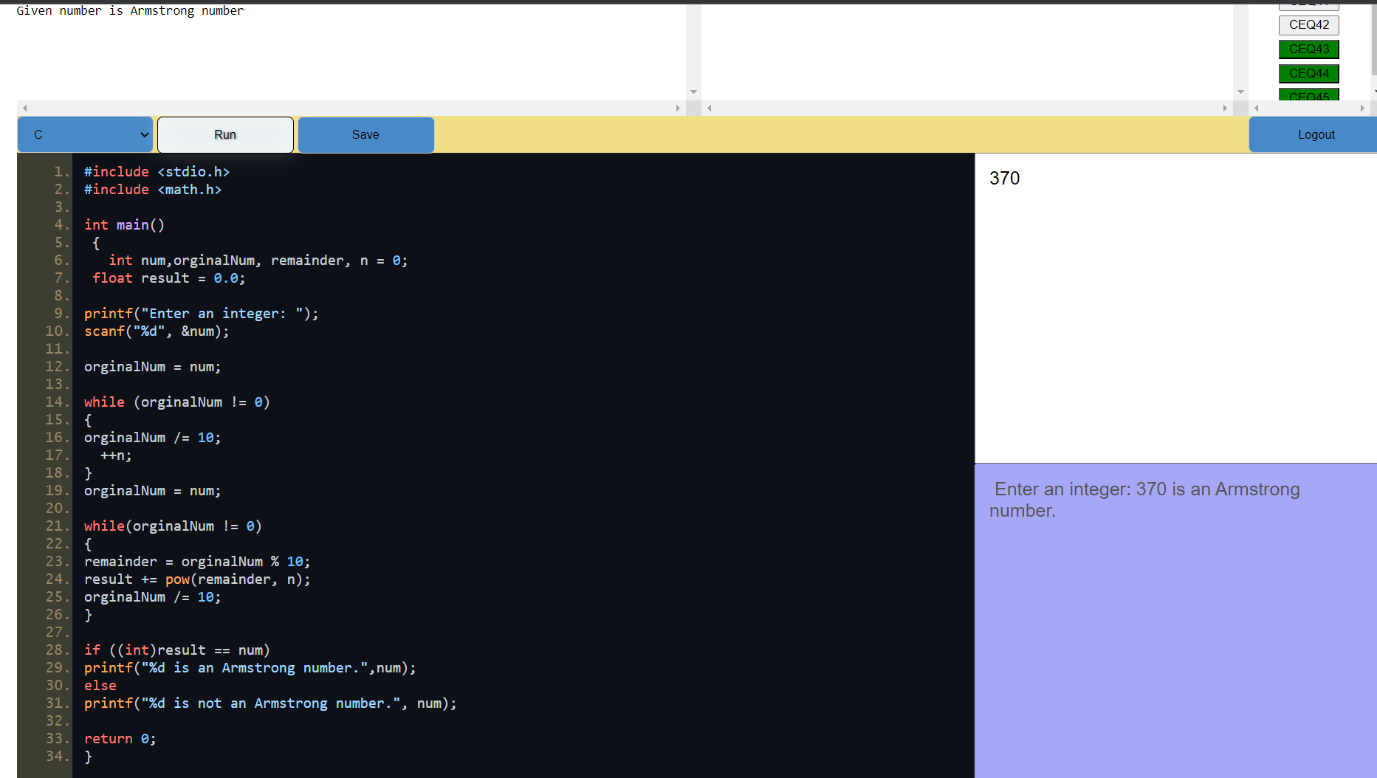 Given number is Armstrong number
CEQ42
CEQ43
CEQ44
CEQ45
C
Run
Save
Logout
1. #include <stdio.h>
2. #include <math.h>
3.
4. int main()
5. {
6. int num,orginalNum, remainder, n = 0;
7. float result = 0.0;
8.
9. printf("Enter an integer: ");
10. scanf("%d", &num);
11.
12. orginalNum = num;
13.
14. while (orginalNum != 0)
15. {
16. orginalNum /= 10;
17. ++n;
18. }
19. orginalNum = num;
20.
21. while(orginalNum != 0)
22. {
23. remainder = orginalNum % 10;
24. result += pow(remainder, n);
25. orginalNum /= 10;
26. }
27.
28. if ((int)result == num)
29. printf("%d is an Armstrong number.",num);
30. else
31. printf("%d is not an Armstrong number.", num);
32.
33. return 0;
34. }
370
Enter an integer: 370 is an Armstrong
number.